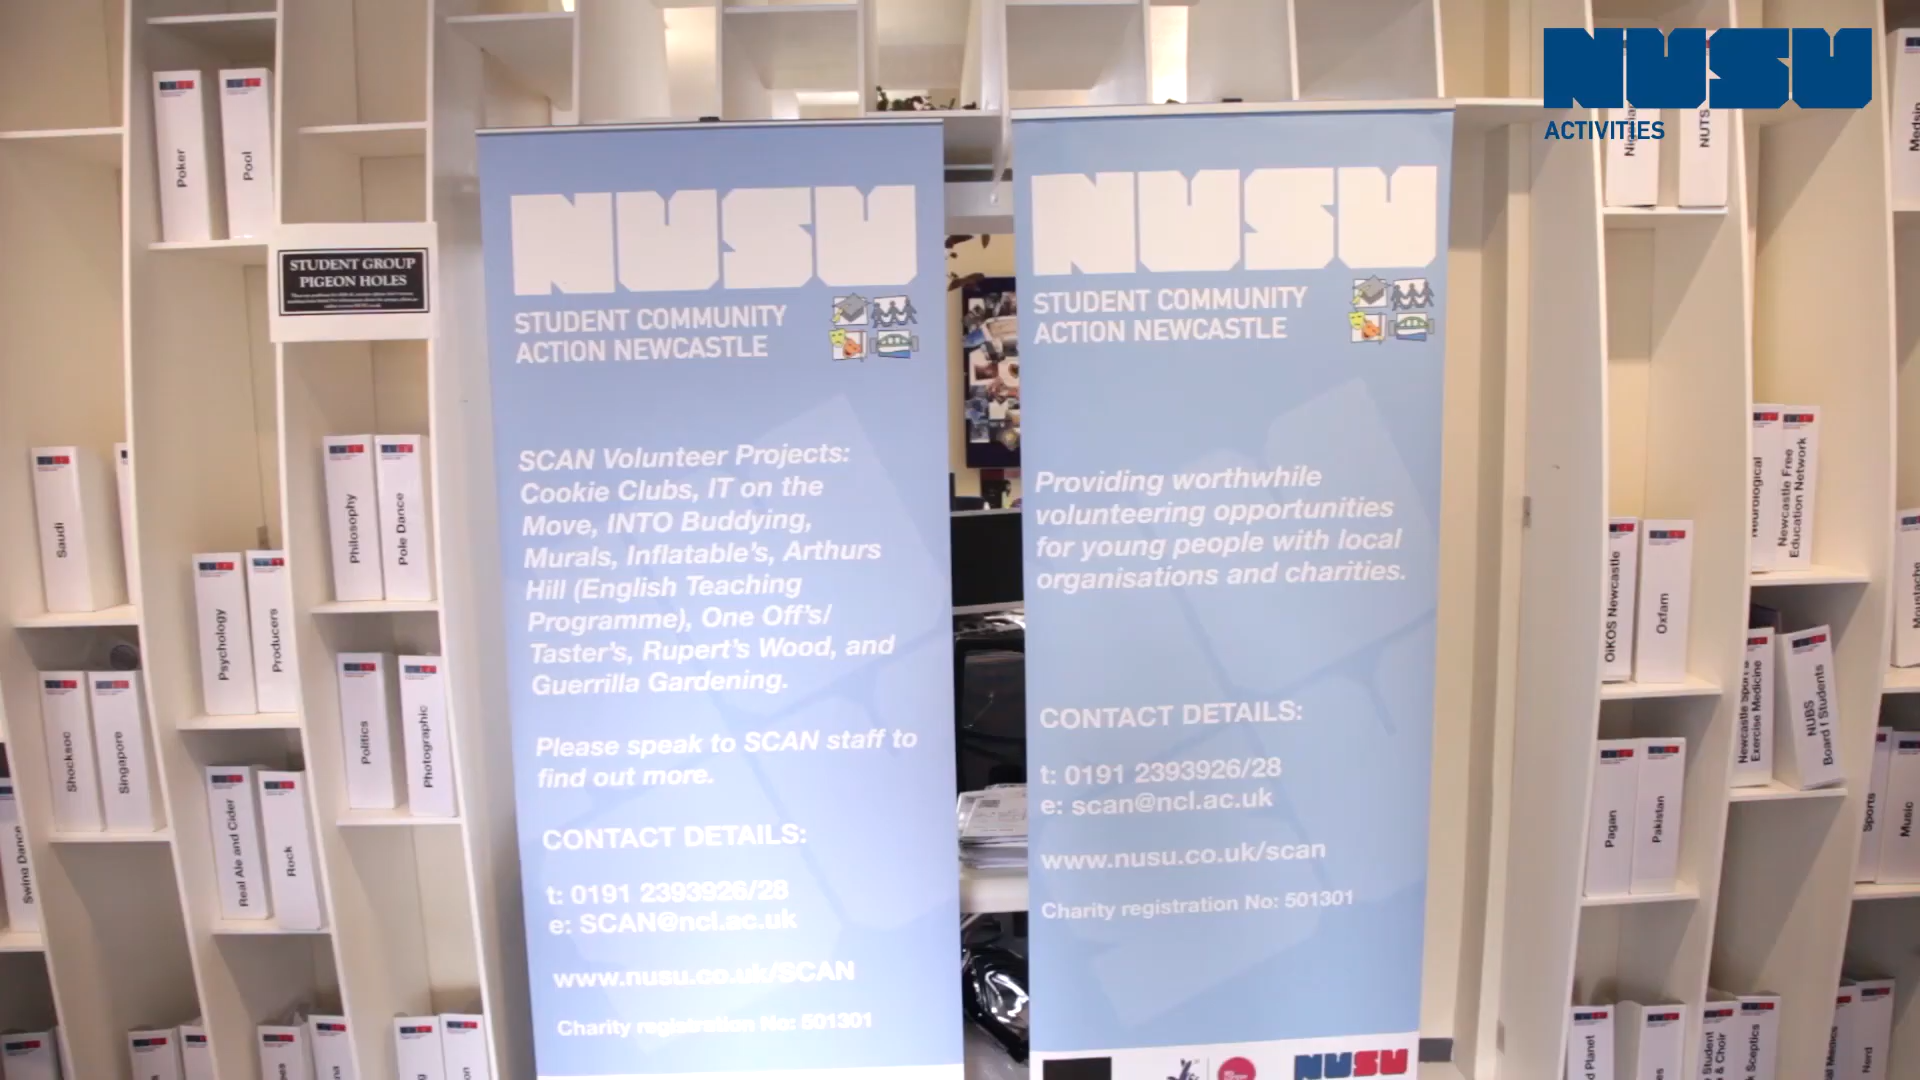 NUSU
ACTIVITIES
Poker
Pool
STUDENT GROUP
PIGEON HOLES
Saudi
Philosophy
Pole Dance
Psychology
Producers
Shocksoc
Singapore
Politics
Photographic
Real Ale and Cider
Rock
Swing Dance
NUSU
STUDENT COMMUNITY
ACTION NEWCASTLE
SCAN Volunteer Projects:
Cookie Clubs, IT on the
Move, INTO Buddying,
Murals, Inflatable's, Arthurs
Hill (English Teaching
Programme), One Off's/
Taster's, Rupert's Wood, and
Guerrilla Gardening.
Please speak to SCAN staff to
find out more.
CONTACT DETAILS:
t: 0191 2393926/28
e: SCAN@ncl.ac.uk
www.nusu.co.uk/SCAN
Charity registration No: 501301
NUSU
STUDENT COMMUNITY
ACTION NEWCASTLE
Providing worthwhile
volunteering opportunities
for young people with local
organisations and charities.
CONTACT DETAILS:
t: 0191 2393926/28
e: scan@ncl.ac.uk
www.nusu.co.uk/scan
Charity registration No: 501301
NUSU
NUTS
Neurological
Newcastle Free
Education Network
OiKOS Newcastle
Oxfam
Moustache
Newcastle Sport &
Exercise Medicine
NUBS
Board f Students
Pagan
Pakistan
Sports
Music
d Planet
Student
& Choir
k Sceptics
Nerd